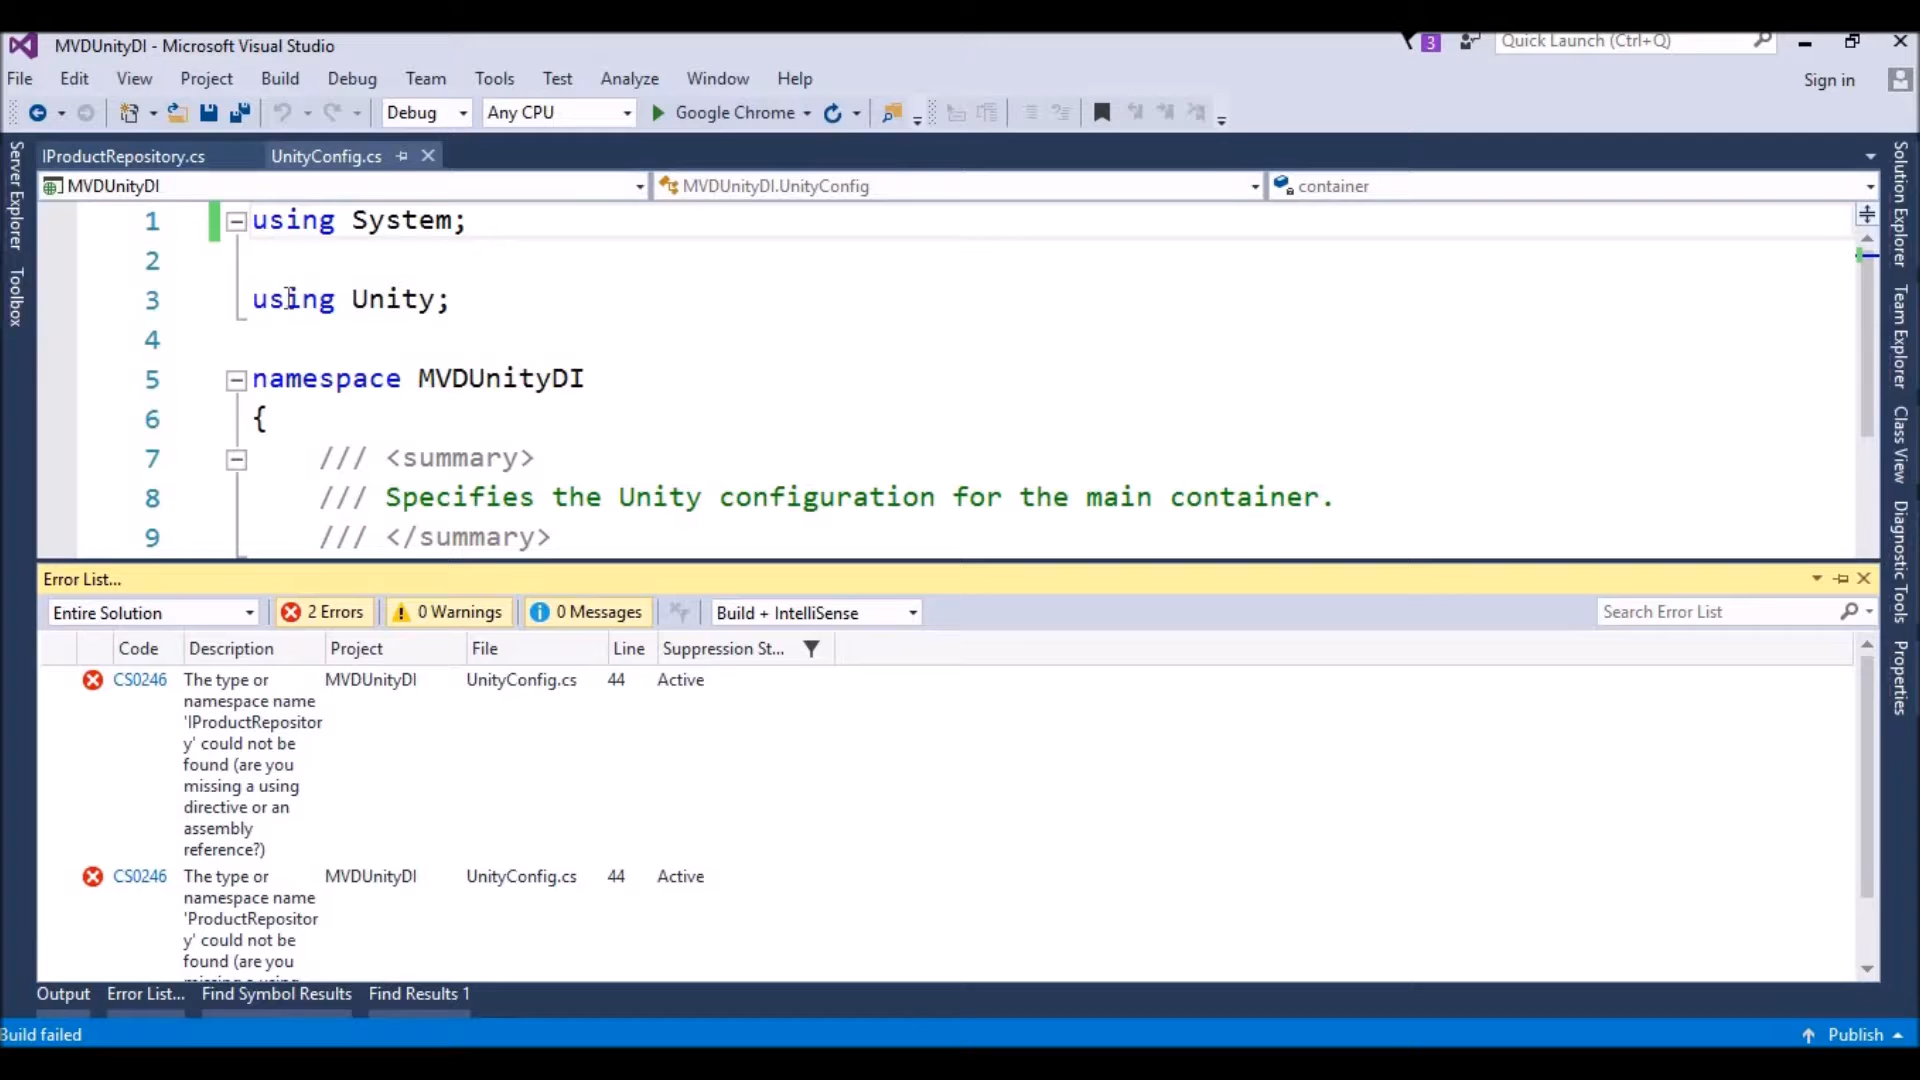 MVDUnityDI - Microsoft Visual Studio
3
Quick Launch (Ctrl+Q)
File Edit View Project Build Debug Team Tools Test Analyze Window Help
Sign in
Debug Any CPU Google Chrome
IProductRepository.cs UnityConfig.cs
MVDUnityDI MVDUnityDI.UnityConfig container
1 using System;
2
3 using Unity;
4
5 namespace MVDUnityDI
6 {
7 /// <summary>
8 /// Specifies the Unity configuration for the main container.
9 /// </summary>
Server Explorer
Toolbox
Solution Explorer
Team Explorer
Class View
Diagnostic Tools
Properties
Error List...
Entire Solution 2 Errors 0 Warnings 0 Messages Build + IntelliSense Search Error List
Code Description Project File Line Suppression St...
CS0246 The type or MVDUnityDI UnityConfig.cs 44 Active
namespace name
'IProductRepositor
y' could not be
found (are you
missing a using
directive or an
assembly
reference?)
CS0246 The type or MVDUnityDI UnityConfig.cs 44 Active
namespace name
'ProductRepositor
y' could not be
found (are you
Output Error List... Find Symbol Results Find Results 1
Build failed
Publish